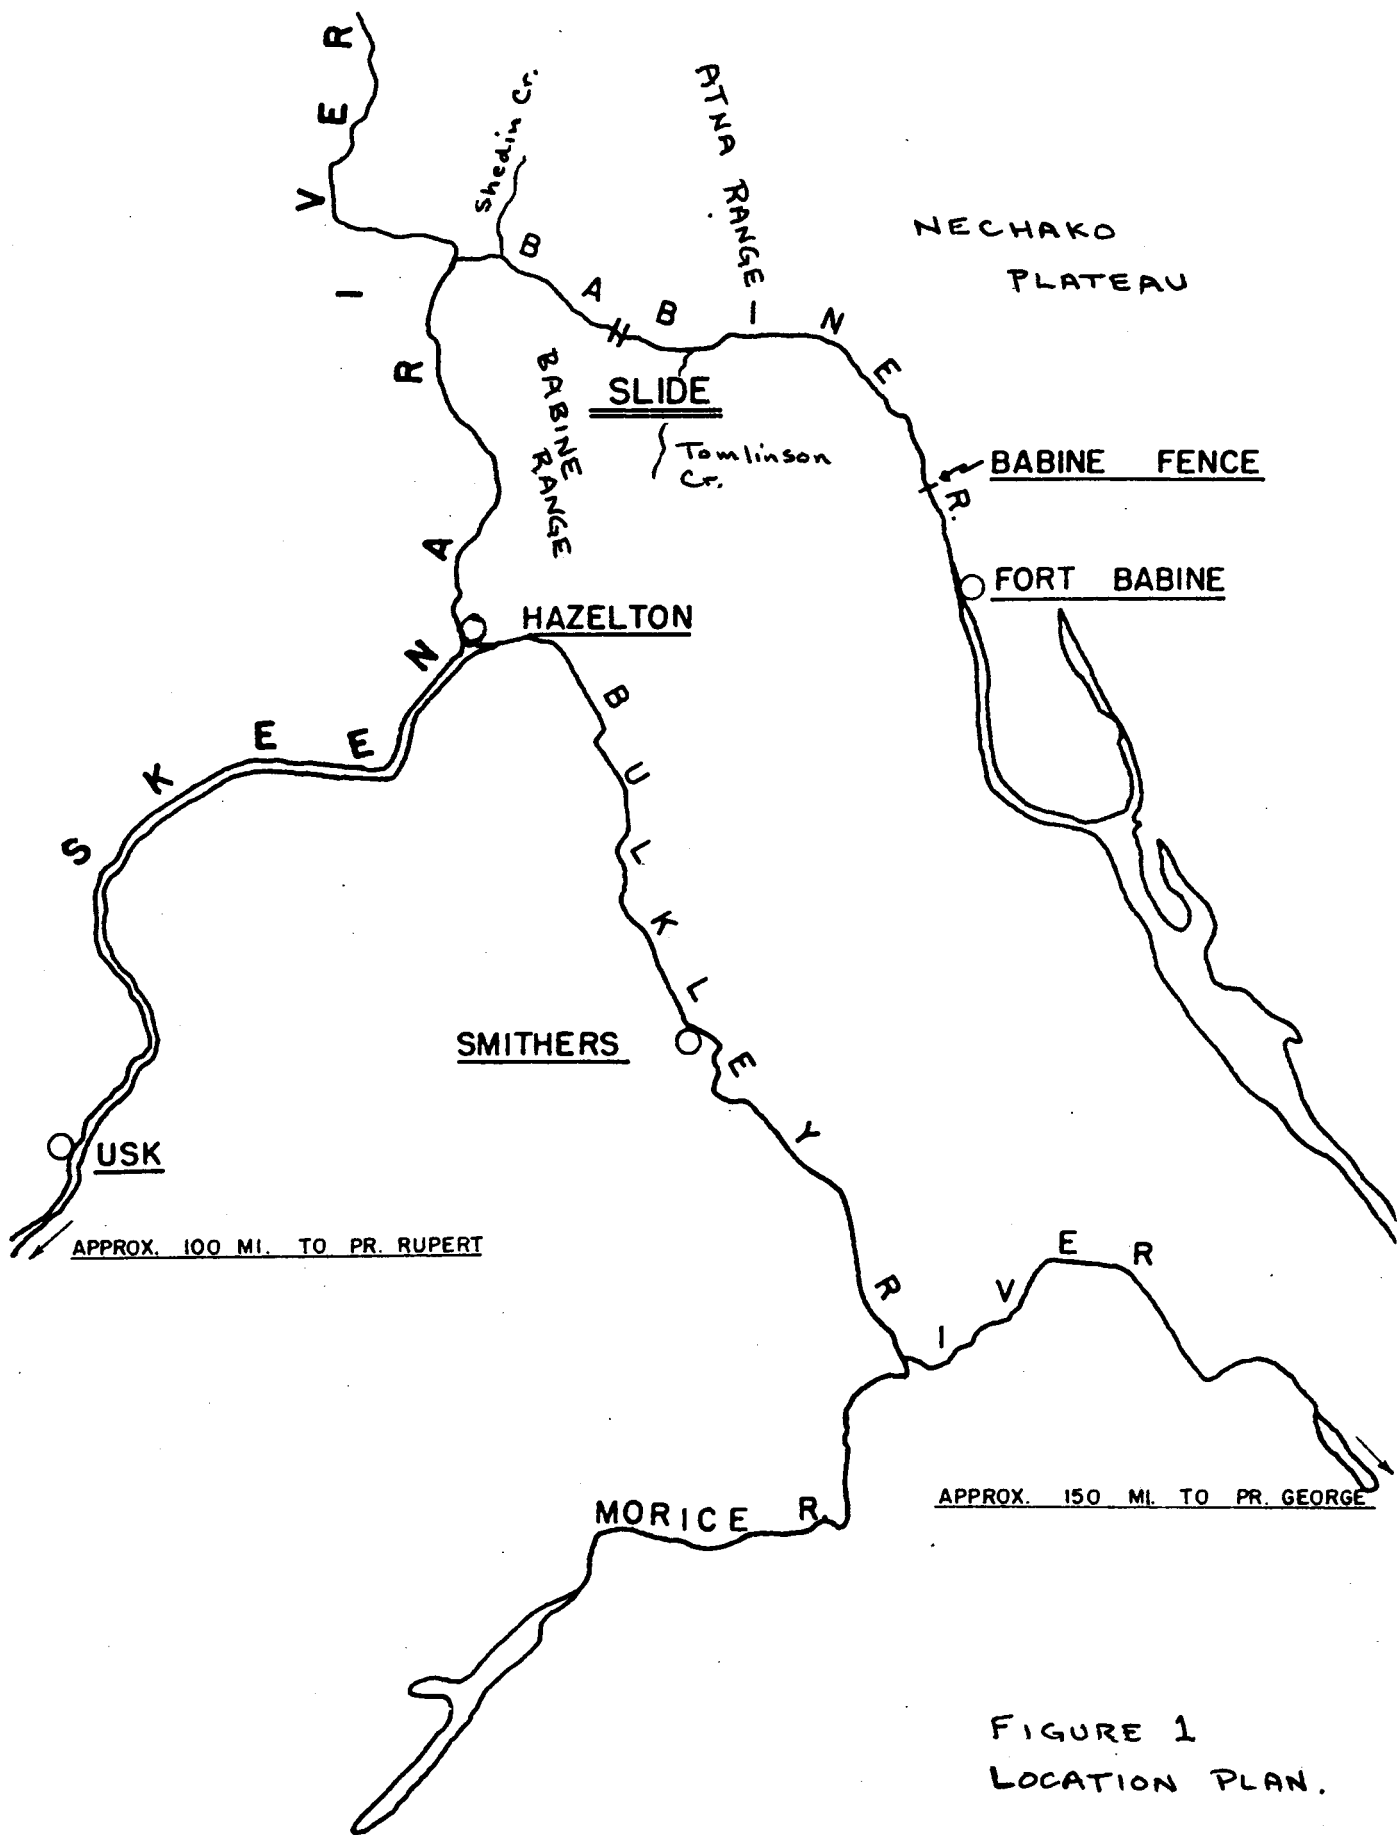 SKEENA RIVER
Shedin Cr.
ATNA RANGE
NECHAKO
PLATEAU
BABINE R.
SLIDE
BABINE
RANGE
Tomlinson
Cr.
BABINE FENCE
FORT BABINE
HAZELTON
BULKLEY RIVER
SMITHERS
USK
APPROX. 100 MI. TO PR. RUPERT
APPROX. 150 MI. TO PR. GEORGE
MORICE R.
FIGURE 1
LOCATION PLAN.